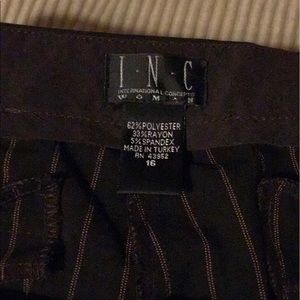 I·N·C
INTERNATIONAL CONCEPTS
WOMAN
62%POLYESTER
33%RAYON
5%SPANDEX
MADE IN TURKEY
RN 43952
16